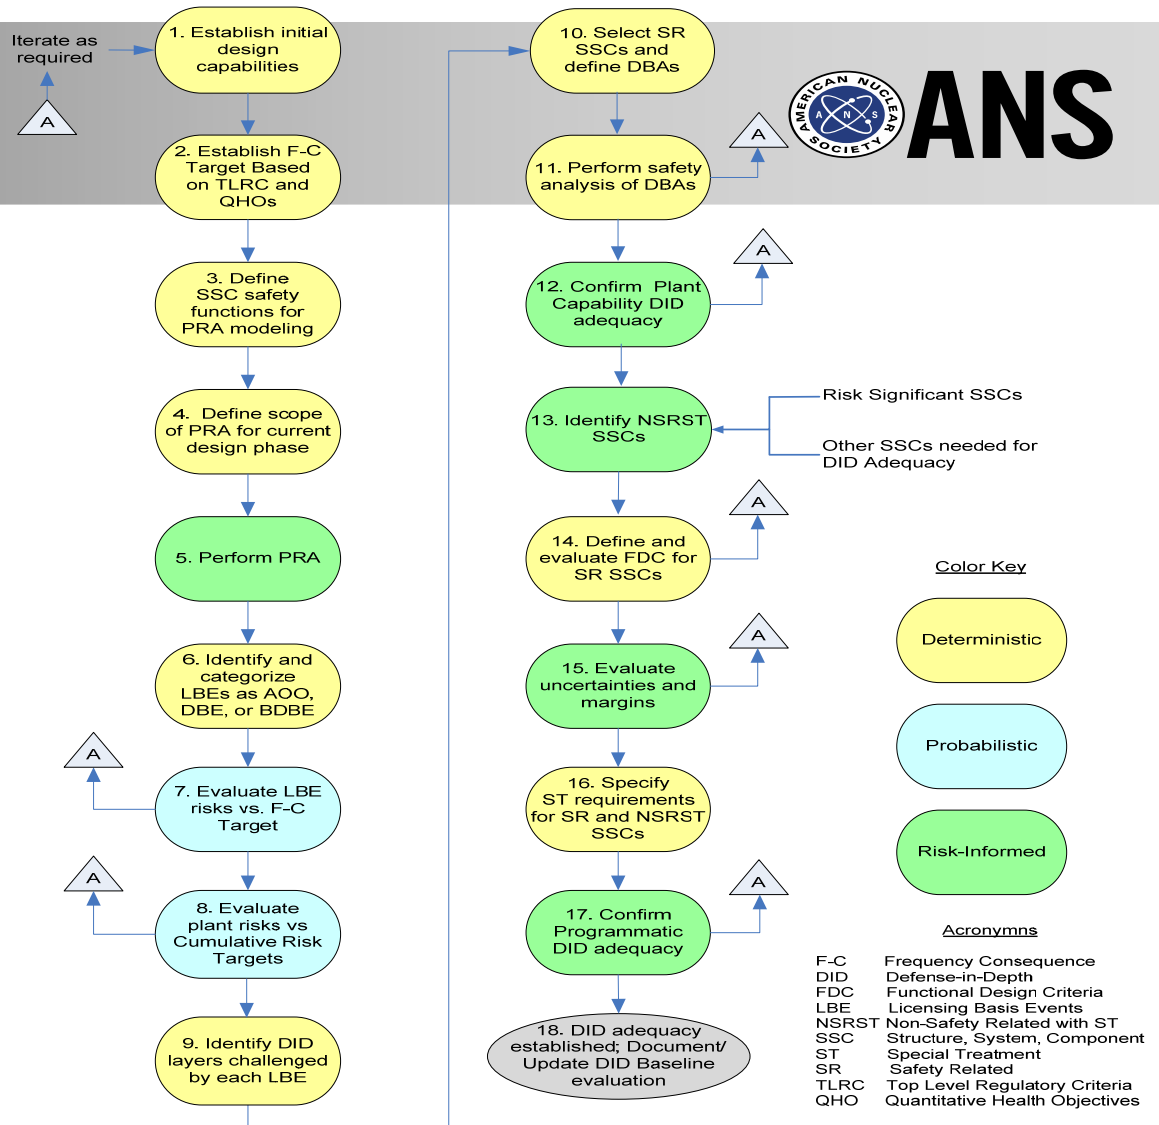 Iterate as
required
A
1. Establish initial
design
capabilities
2. Establish F-C
Target Based
on TLRC and
QHOs
3. Define
SSC safety
functions for
PRA modeling
4. Define scope
of PRA for current
design phase
5. Perform PRA
6. Identify and
categorize
LBEs as AOO,
DBE, or BDBE
A
7. Evaluate LBE
risks vs. F-C
Target
A
8. Evaluate
plant risks vs
Cumulative Risk
Targets
9. Identify DID
layers challenged
by each LBE
10. Select SR
SSCs and
define DBAs
A
11. Perform safety
analysis of DBAs
A
12. Confirm Plant
Capability DID
adequacy
13. Identify NSRST
SSCs
Risk Significant SSCs
Other SSCs needed for
DID Adequacy
A
14. Define and
evaluate FDC for
SR SSCs
A
15. Evaluate
uncertainties and
margins
16. Specify
ST requirements
for SR and NSRST
SSCs
A
17. Confirm
Programmatic
DID adequacy
18. DID adequacy
established; Document/
Update DID Baseline
evaluation
AMERICAN NUCLEAR
SOCIETY
A N S
ANS
Color Key
Deterministic
Probabilistic
Risk-Informed
Acronymns
F-C Frequency Consequence
DID Defense-in-Depth
FDC Functional Design Criteria
LBE Licensing Basis Events
NSRST Non-Safety Related with ST
SSC Structure, System, Component
ST Special Treatment
SR Safety Related
TLRC Top Level Regulatory Criteria
QHO Quantitative Health Objectives